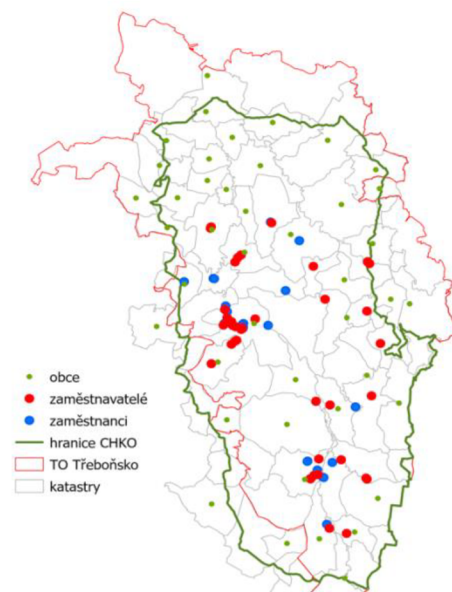 obce
zaměstnavatelé
zaměstnanci
hranice CHKO
TO Třeboňsko
katastry